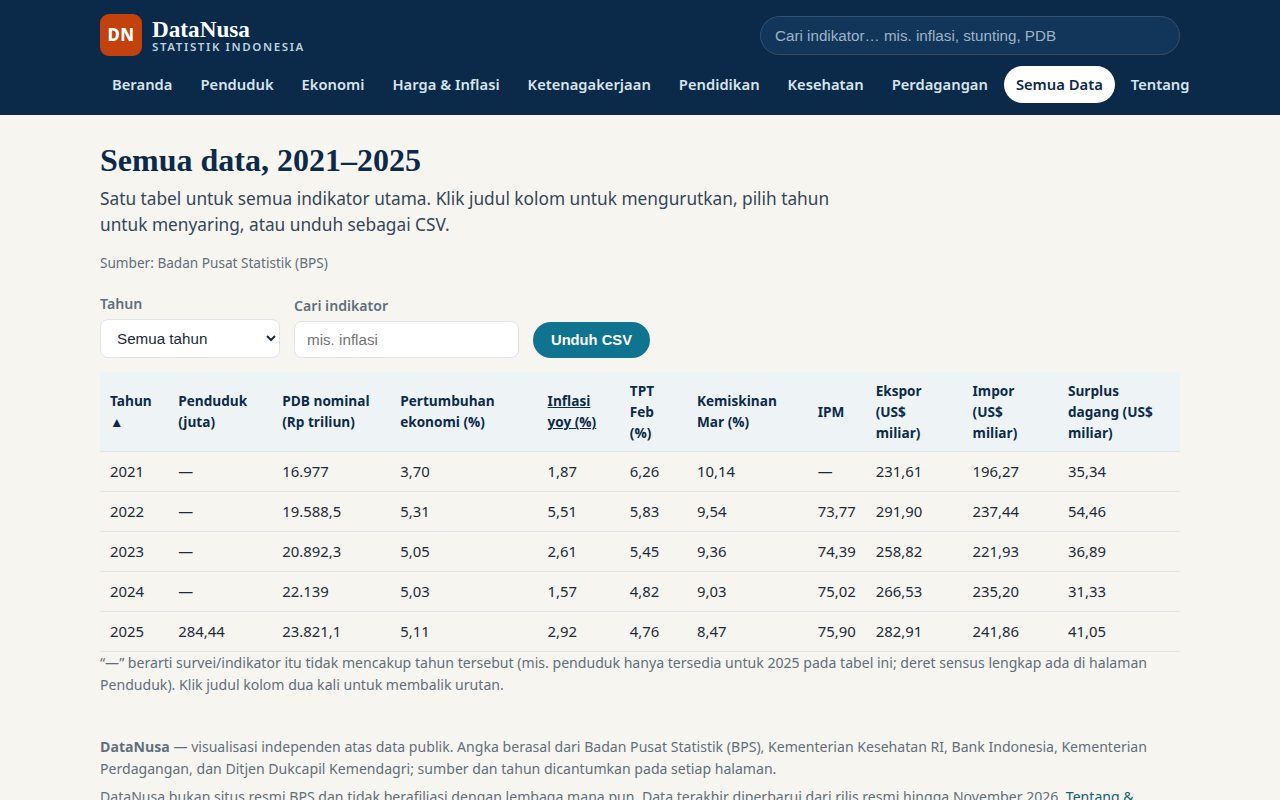 DN
DataNusa
STATISTIK INDONESIA
Cari indikator… mis. inflasi, stunting, PDB
Beranda Penduduk Ekonomi Harga & Inflasi Ketenagakerjaan Pendidikan Kesehatan Perdagangan Semua Data Tentang
Semua data, 2021–2025
Satu tabel untuk semua indikator utama. Klik judul kolom untuk mengurutkan, pilih tahun
untuk menyaring, atau unduh sebagai CSV.
Sumber: Badan Pusat Statistik (BPS)
Tahun
Semua tahun
Cari indikator
mis. inflasi
Unduh CSV
Tahun ▲ Penduduk (juta) PDB nominal (Rp triliun) Pertumbuhan ekonomi (%) Inflasi yoy (%) TPT Feb (%) Kemiskinan Mar (%) IPM Ekspor (US$ miliar) Impor (US$ miliar) Surplus dagang (US$ miliar)
2021 — 16.977 3,70 1,87 6,26 10,14 — 231,61 196,27 35,34
2022 — 19.588,5 5,31 5,51 5,83 9,54 73,77 291,90 237,44 54,46
2023 — 20.892,3 5,05 2,61 5,45 9,36 74,39 258,82 221,93 36,89
2024 — 22.139 5,03 1,57 4,82 9,03 75,02 266,53 235,20 31,33
2025 284,44 23.821,1 5,11 2,92 4,76 8,47 75,90 282,91 241,86 41,05
“—” berarti survei/indikator itu tidak mencakup tahun tersebut (mis. penduduk hanya tersedia untuk 2025 pada tabel ini; deret sensus lengkap ada di halaman
Penduduk). Klik judul kolom dua kali untuk membalik urutan.
DataNusa — visualisasi independen atas data publik. Angka berasal dari Badan Pusat Statistik (BPS), Kementerian Kesehatan RI, Bank Indonesia, Kementerian
Perdagangan, dan Ditjen Dukcapil Kemendagri; sumber dan tahun dicantumkan pada setiap halaman.
DataNusa bukan situs resmi BPS dan tidak berafiliasi dengan lembaga mana pun. Data terakhir diperbarui dari rilis resmi hingga November 2026. Tentang &